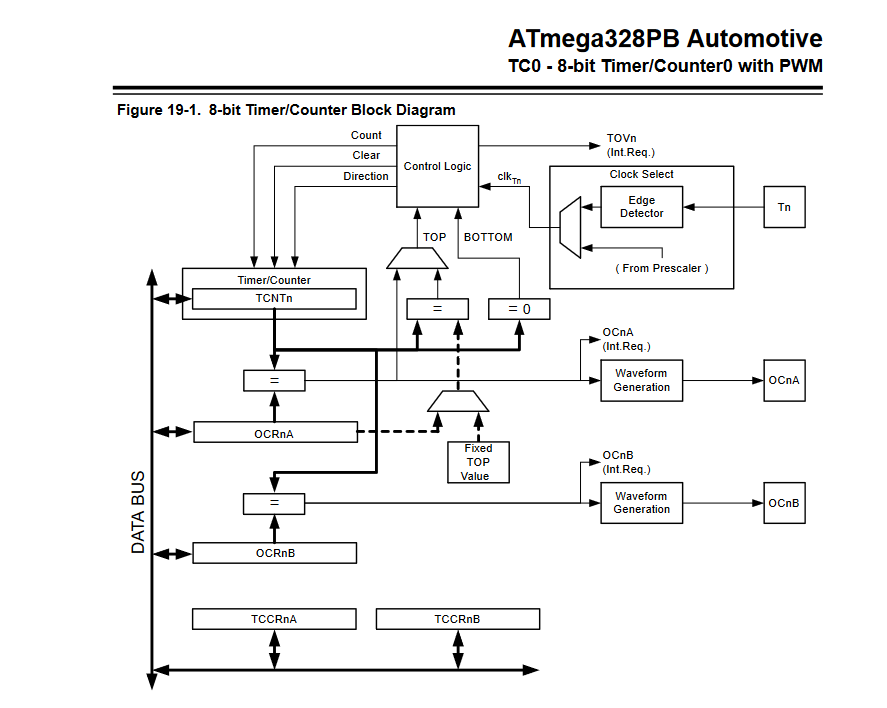 ATmega328PB Automotive
TC0 - 8-bit Timer/Counter0 with PWM
Figure 19-1. 8-bit Timer/Counter Block Diagram
Count
Clear
Direction
Control Logic
TOVn
(Int.Req.)
clkTn
Clock Select
Edge
Detector
Tn
( From Prescaler )
TOP
BOTTOM
Timer/Counter
TCNTn
=
= 0
OCnA
(Int.Req.)
=
Waveform
Generation
OCnA
OCRnA
Fixed
TOP
Value
OCnB
(Int.Req.)
=
Waveform
Generation
OCnB
DATA BUS
OCRnB
TCCRnA
TCCRnB